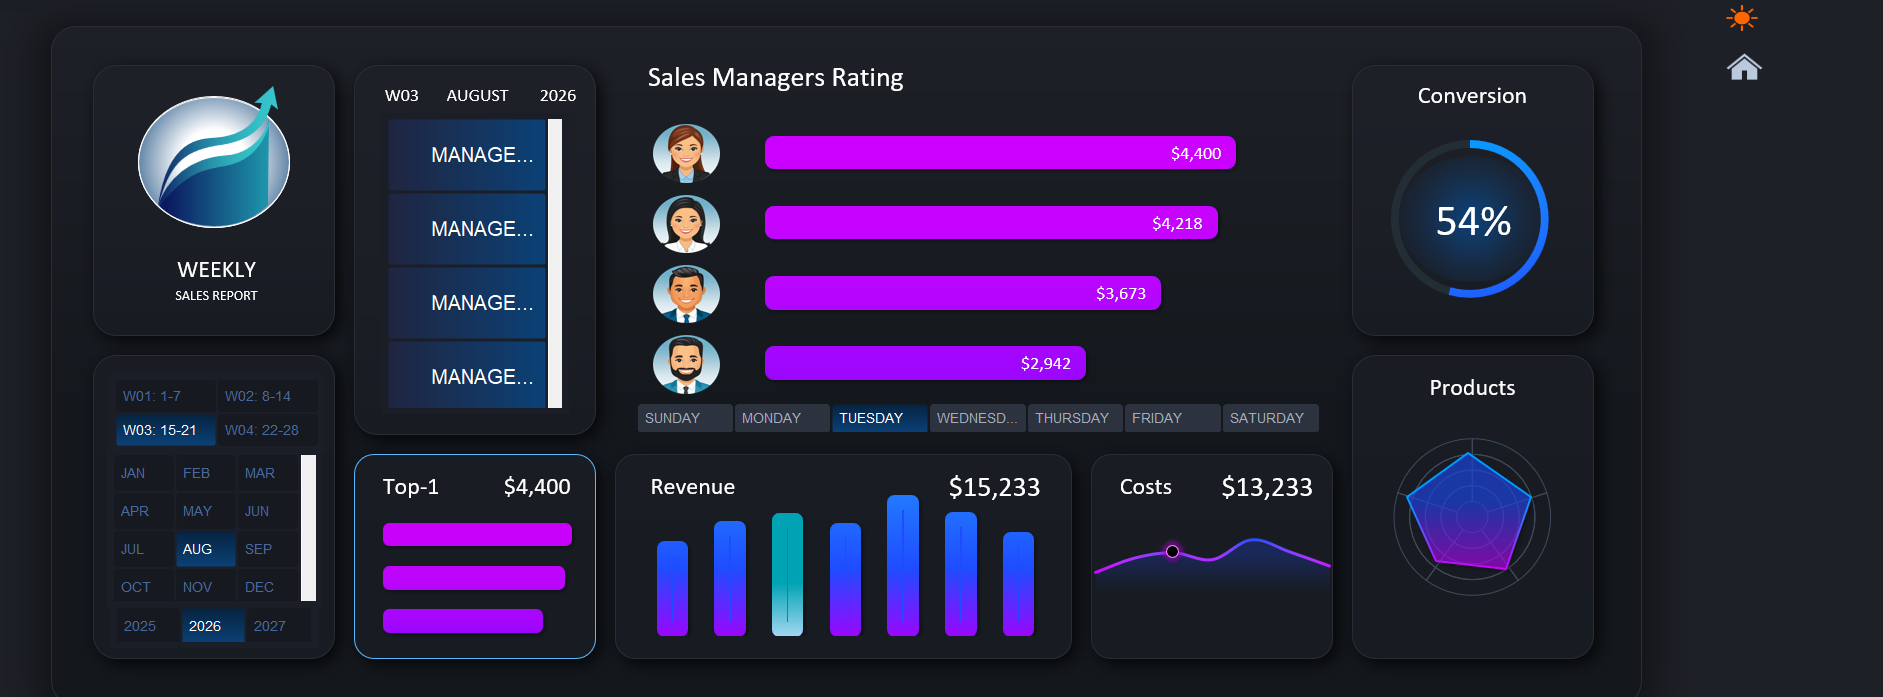 WEEKLY
SALES REPORT
W03 AUGUST 2026
MANAGE...
MANAGE...
MANAGE...
MANAGE...
Sales Managers Rating
$4,400
$4,218
$3,673
$2,942
SUNDAY MONDAY TUESDAY WEDNESD... THURSDAY FRIDAY SATURDAY
Conversion
54%
W01: 1-7 W02: 8-14
W03: 15-21 W04: 22-28
JAN FEB MAR
APR MAY JUN
JUL AUG SEP
OCT NOV DEC
2025 2026 2027
Top-1 $4,400
Revenue $15,233
Costs $13,233
Products